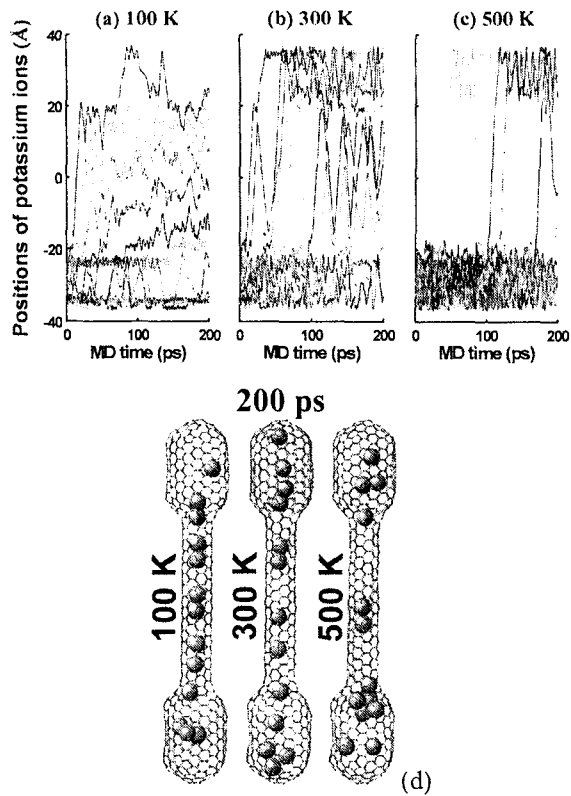 (a) 100 K
(b) 300 K
(c) 500 K
Positions of potassium ions (Å)
40
20
0
-20
-40
0 100 200
0 100 200
0 100 200
MD time (ps)
MD time (ps)
MD time (ps)
200 ps
100 K
300 K
500 K
(d)